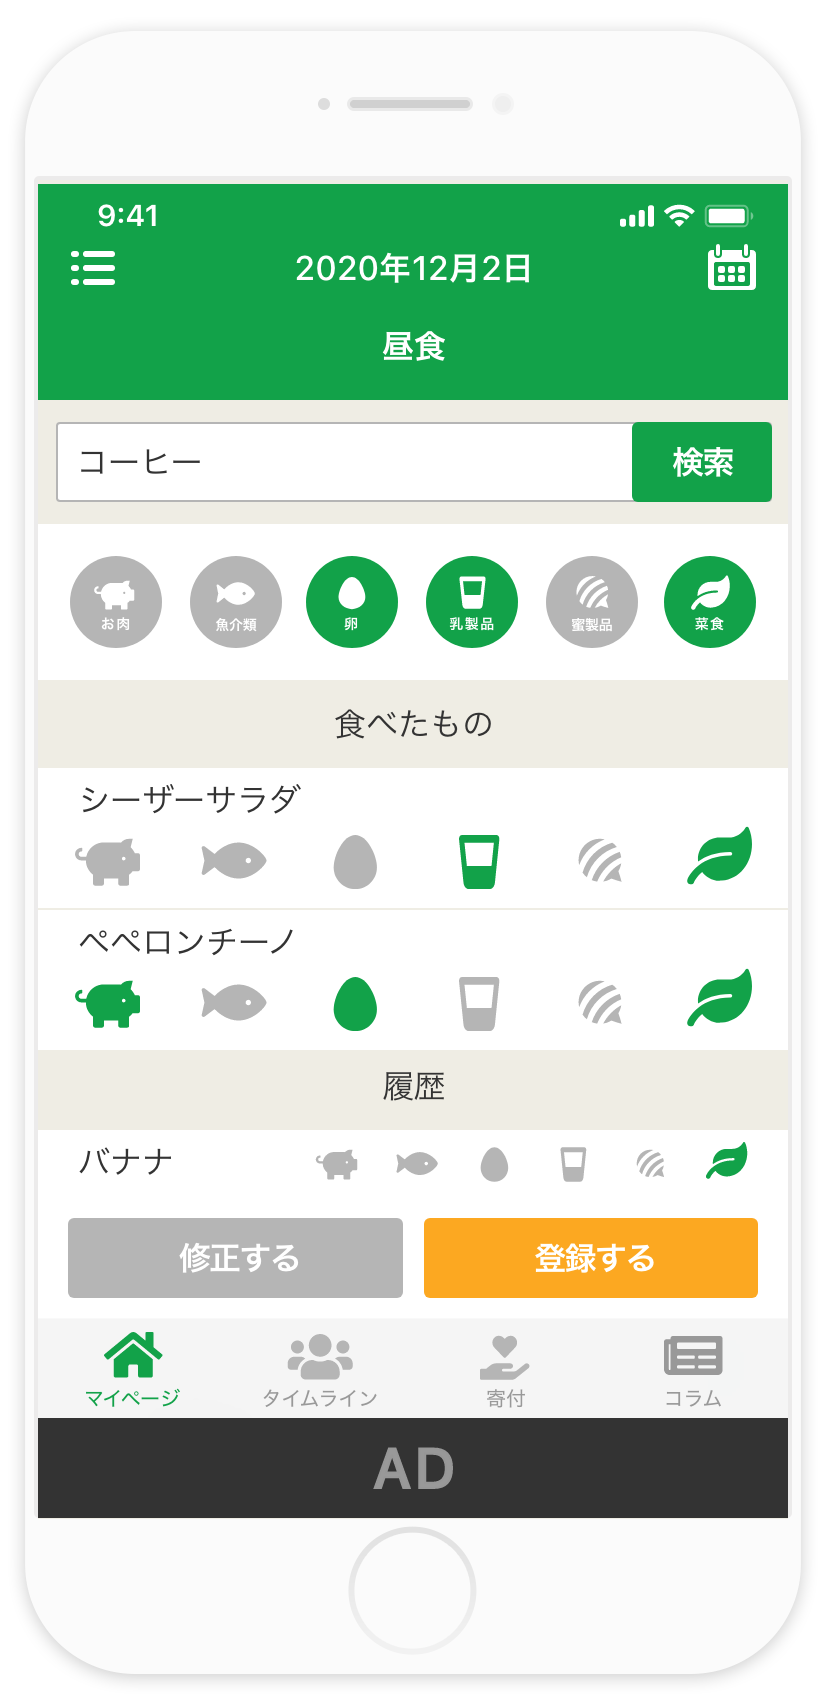 9:41
2020年12月2日
昼食
コーヒー
検索
お肉 魚介類 卵 乳製品 蜜製品 菜食
食べたもの
シーザーサラダ
ペペロンチーノ
履歴
バナナ
修正する 登録する
マイページ タイムライン 寄付 コラム
AD